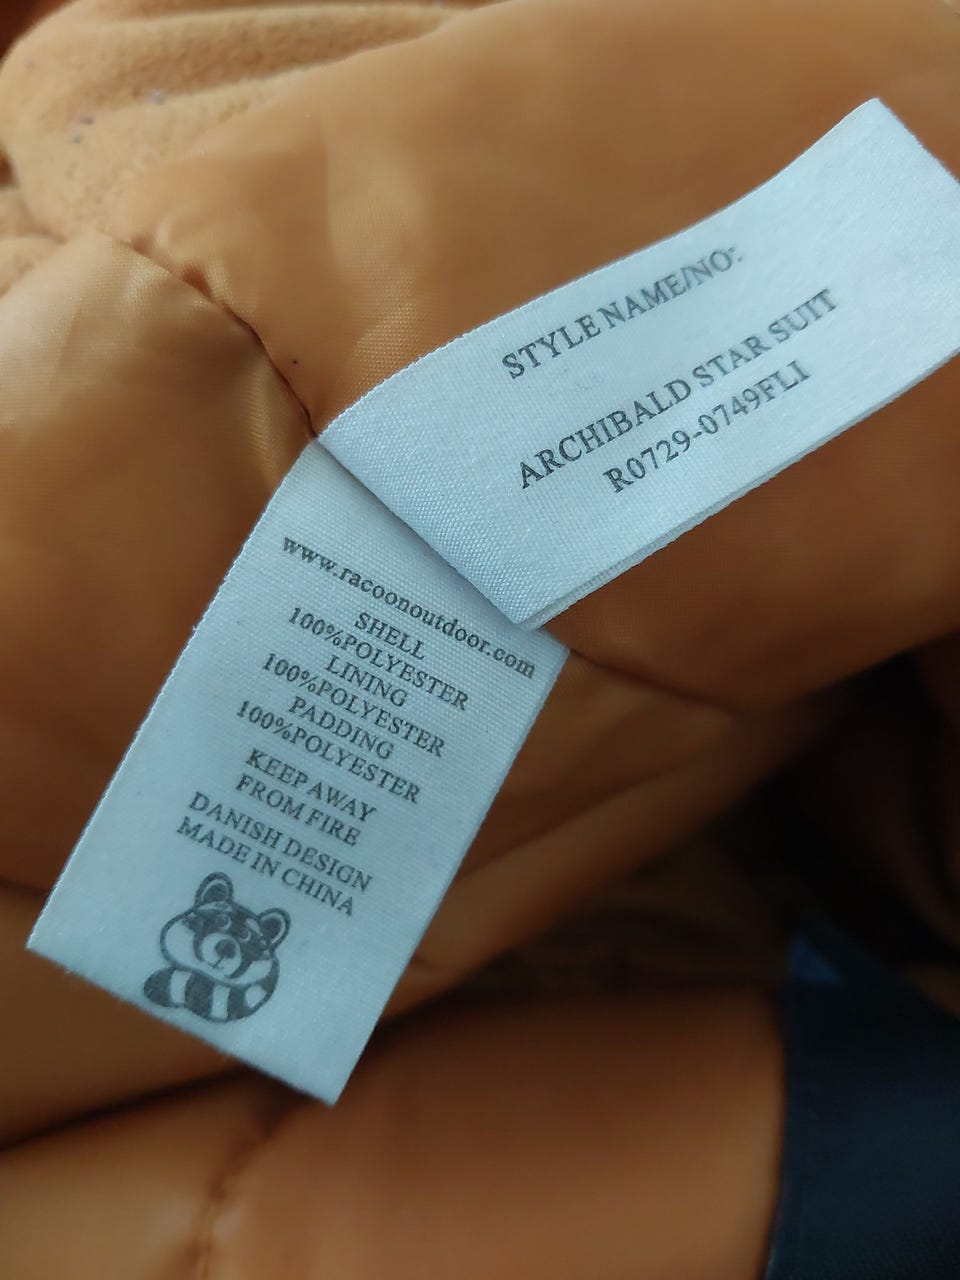 STYLE NAME/NO:
ARCHIBALD STAR SUIT
R0729-0749FLI
www.racoonoutdoor.com
SHELL
100%POLYESTER
LINING
100%POLYESTER
PADDING
100%POLYESTER
KEEP AWAY
FROM FIRE
DANISH DESIGN
MADE IN CHINA